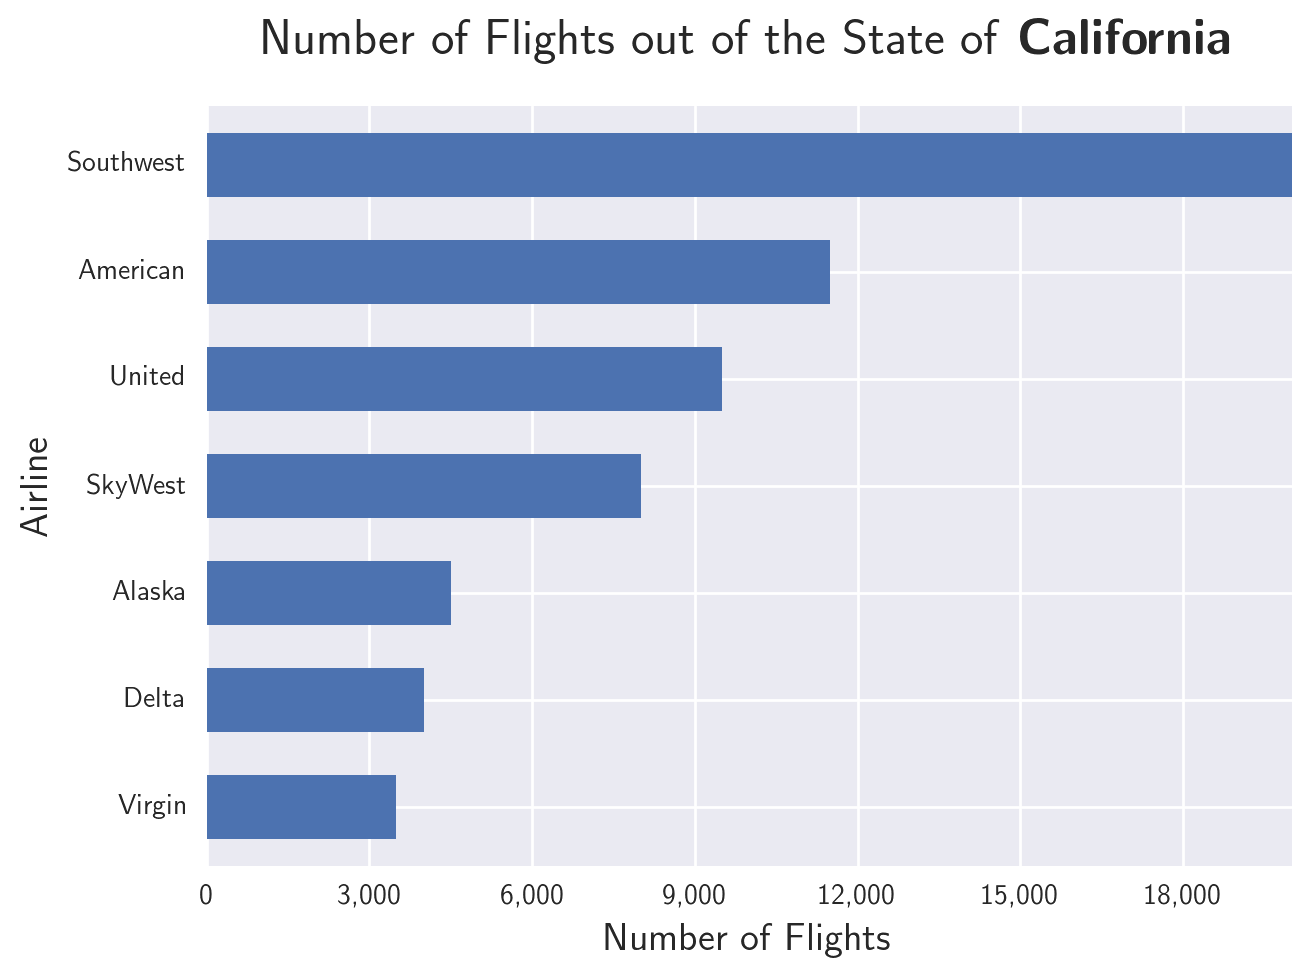 Number of Flights out of the State of California
Southwest
American
United
SkyWest
Alaska
Delta
Virgin
Airline
0 3,000 6,000 9,000 12,000 15,000 18,000
Number of Flights